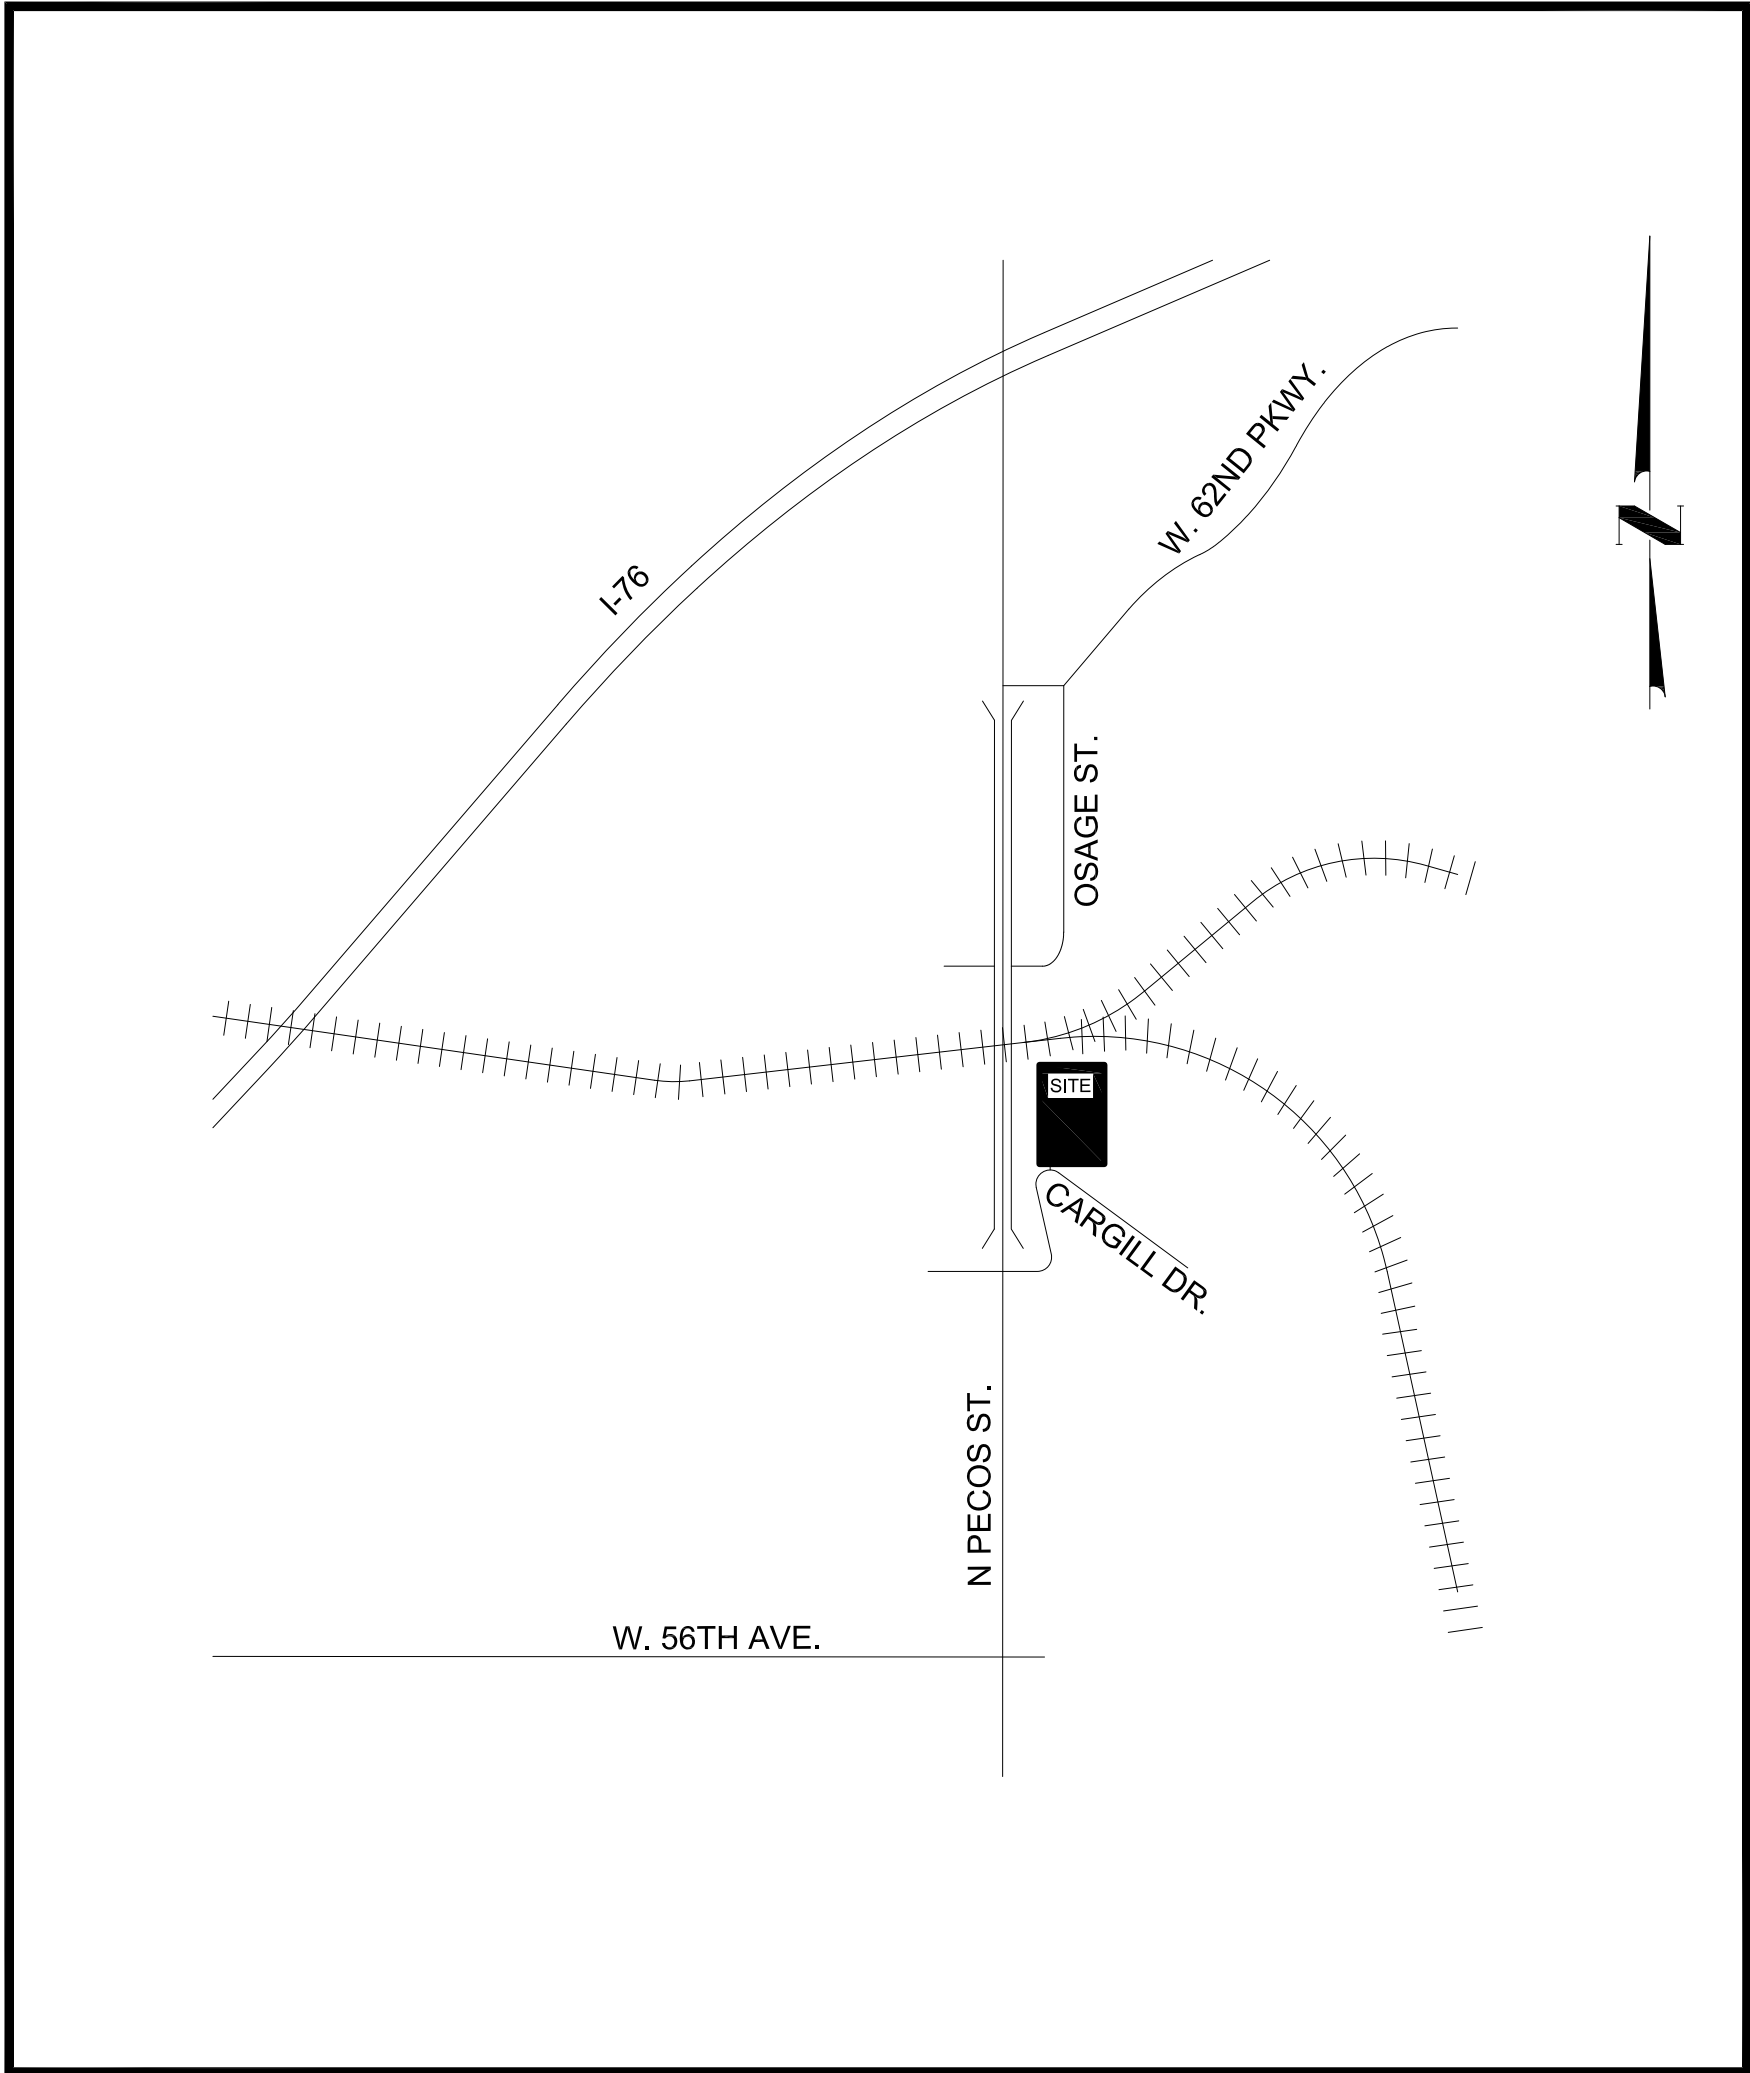 W. 62ND PKWY.
N
I-76
OSAGE ST.
SITE
CARGILL DR.
N PECOS ST.
W. 56TH AVE.